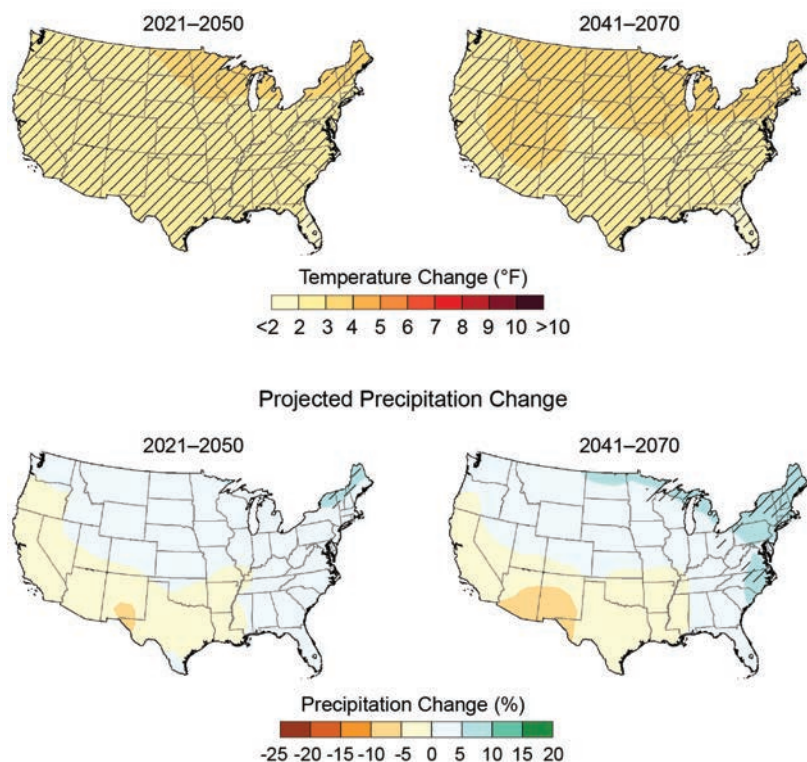 2021–2050
2041–2070
Temperature Change (°F)
<2 2 3 4 5 6 7 8 9 10 >10
Projected Precipitation Change
2021–2050
2041–2070
Precipitation Change (%)
-25 -20 -15 -10 -5 0 5 10 15 20